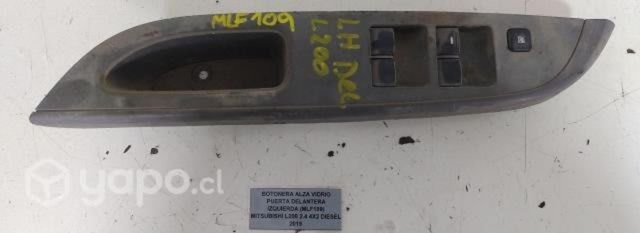 MLF109
LH DEL.
L200
yapo.cl
BOTONERA ALZA VIDRIO
PUERTA DELANTERA
IZQUIERDA (MLF109)
MITSUBISHI L200 2.4 4X2 DIESEL
2019